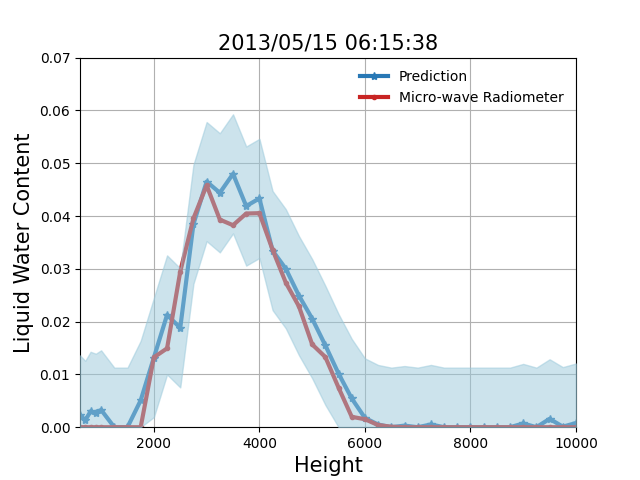 2013/05/15 06:15:38
0.07
0.06
0.05
0.04
0.03
0.02
0.01
0.00
Liquid Water Content
Prediction
Micro-wave Radiometer
2000 4000 6000 8000 10000
Height